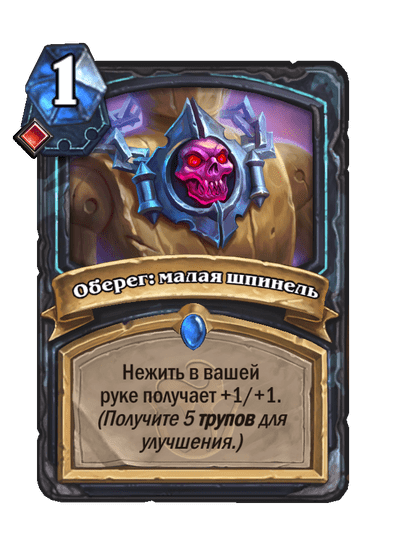 1
Оберег: малая шпинель
Нежить в вашей
руке получает +1/+1.
(Получите 5 трупов для
улучшения.)